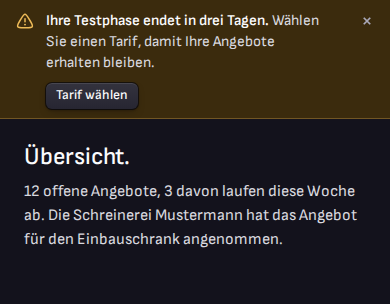 Ihre Testphase endet in drei Tagen. Wählen
Sie einen Tarif, damit Ihre Angebote
erhalten bleiben.
Tarif wählen
Übersicht.
12 offene Angebote, 3 davon laufen diese Woche
ab. Die Schreinerei Mustermann hat das Angebot
für den Einbauschrank angenommen.